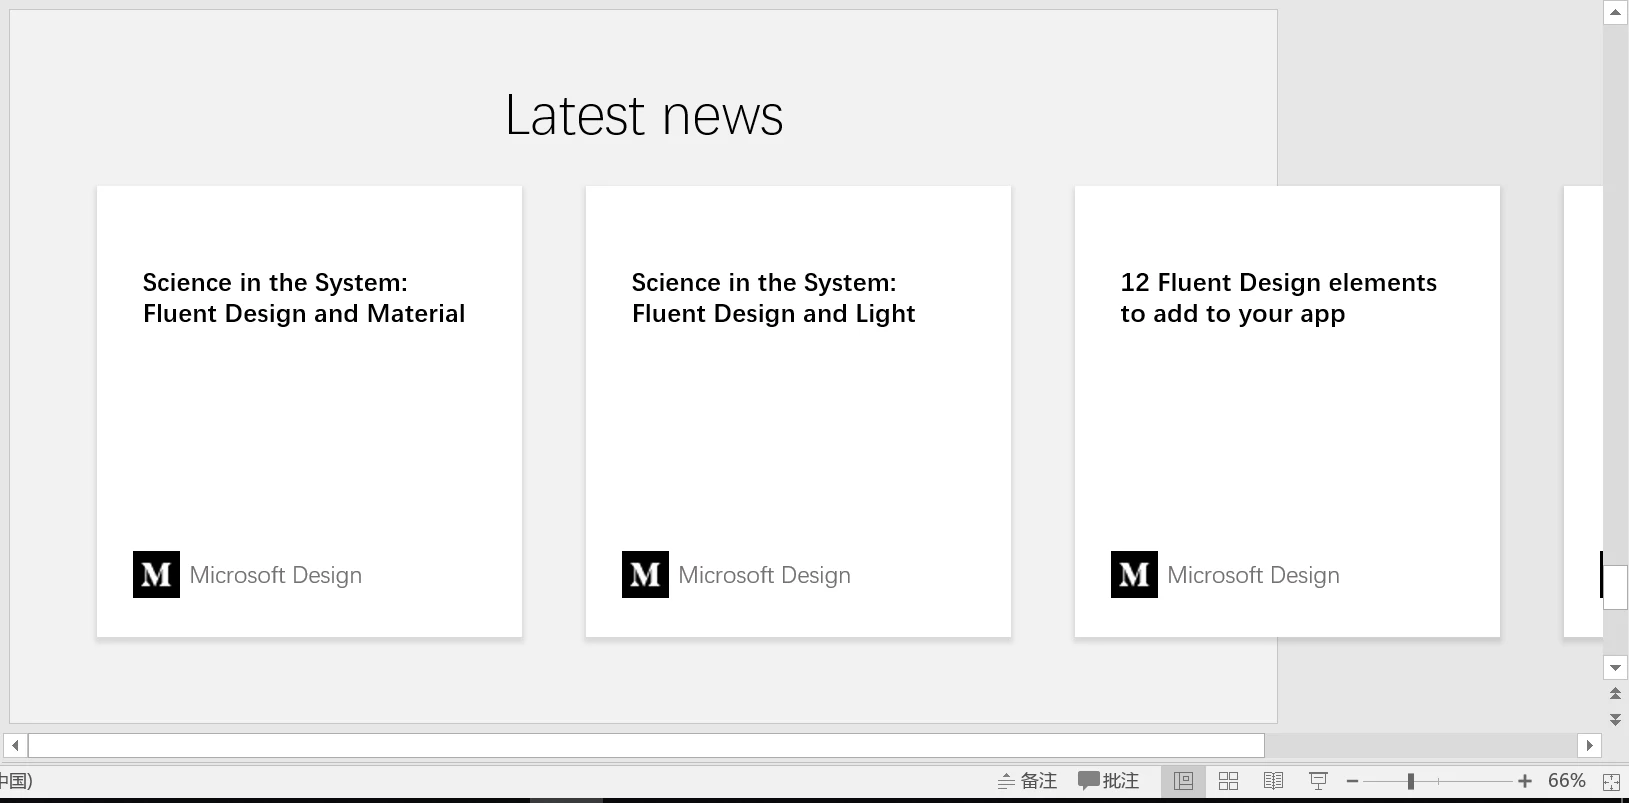 Latest news
Science in the System:
Fluent Design and Material
Science in the System:
Fluent Design and Light
12 Fluent Design elements
to add to your app
M Microsoft Design
M Microsoft Design
M Microsoft Design
中国)
备注
批注
66%